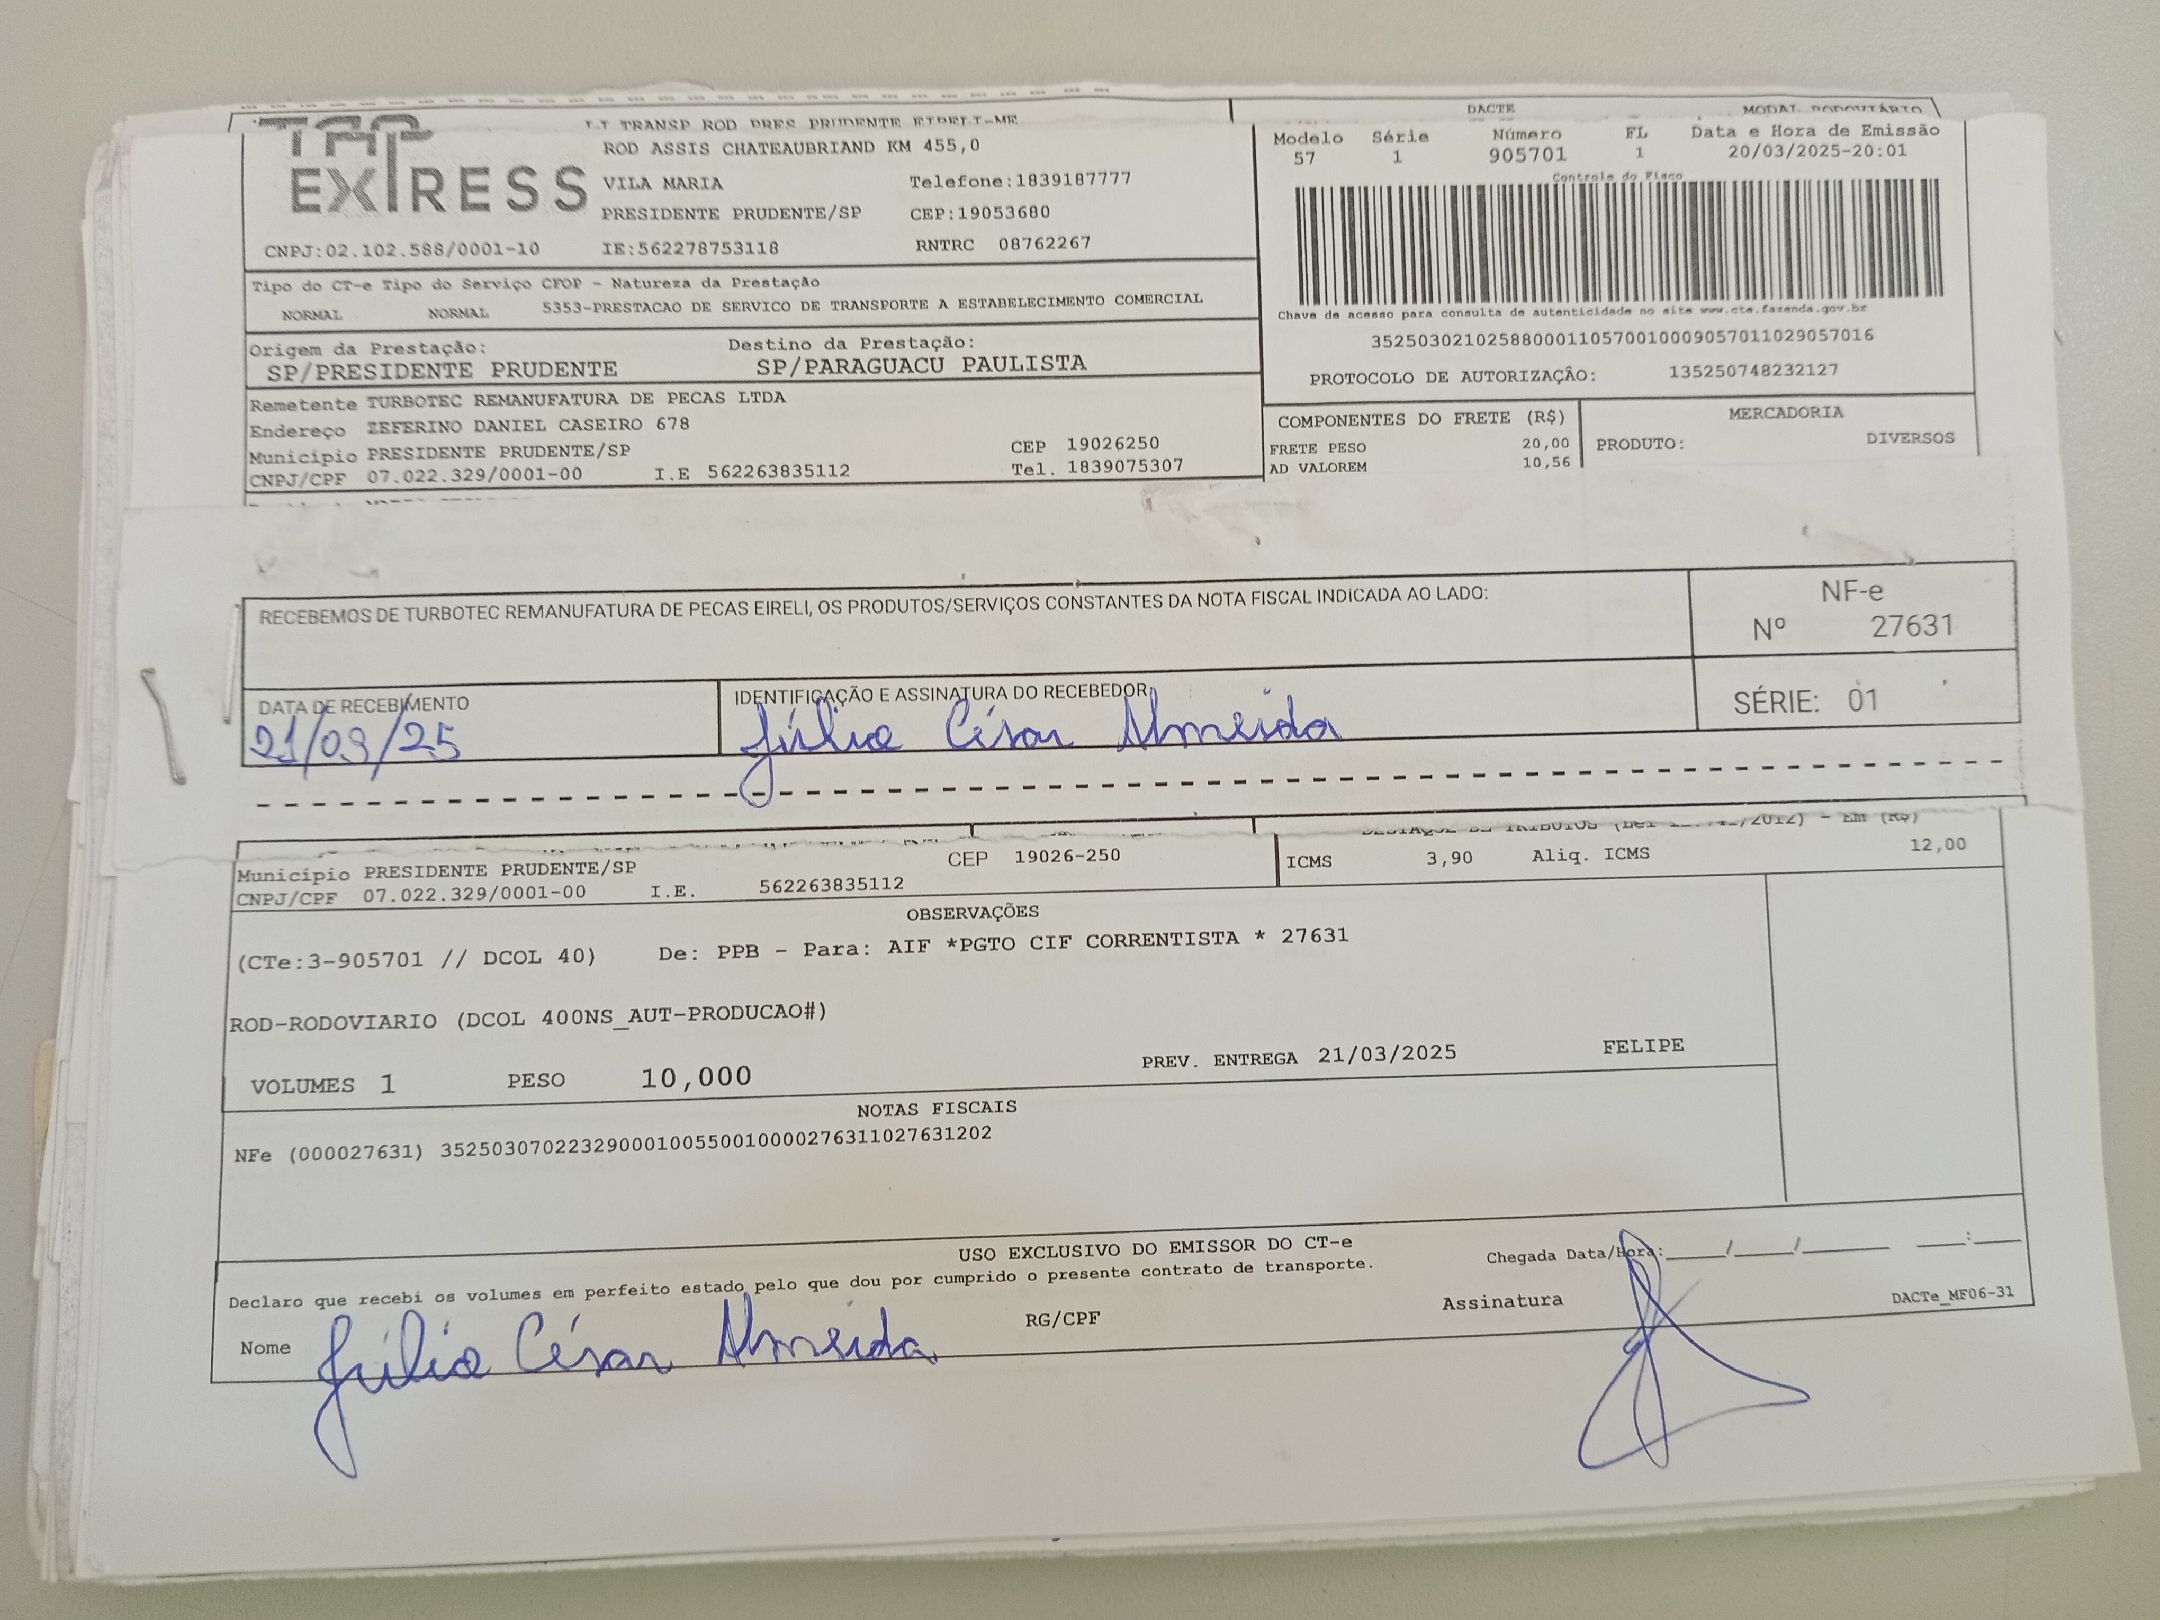 TAP EXPRESS
TRANSP ROD PRES PRUDENTE EIRELI-ME
ROD ASSIS CHATEAUBRIAND KM 455,0
VILA MARIA Telefone:1839187777
PRESIDENTE PRUDENTE/SP CEP:19053680
CNPJ:02.102.588/0001-10 IE:562278753118 RNTRC 08762267
DACTE MODAL RODOVIÁRIO
Modelo Série Número FL Data e Hora de Emissão
57 1 905701 1 20/03/2025-20:01
Controle do Fisco
Chave de acesso para consulta de autenticidade no site www.cte.fazenda.gov.br
35250302102588000110570010009057011029057016
PROTOCOLO DE AUTORIZAÇÃO: 135250748232127
Tipo do CT-e Tipo do Serviço CFOP - Natureza da Prestação
NORMAL NORMAL 5353-PRESTACAO DE SERVICO DE TRANSPORTE A ESTABELECIMENTO COMERCIAL
Origem da Prestação: Destino da Prestação:
SP/PRESIDENTE PRUDENTE SP/PARAGUACU PAULISTA
Remetente TURBOTEC REMANUFATURA DE PECAS LTDA
Endereço ZEFERINO DANIEL CASEIRO 678
Município PRESIDENTE PRUDENTE/SP CEP 19026250
CNPJ/CPF 07.022.329/0001-00 I.E 562263835112 Tel. 1839075307
COMPONENTES DO FRETE (R$) MERCADORIA
FRETE PESO 20,00 PRODUTO: DIVERSOS
AD VALOREM 10,56
RECEBEMOS DE TURBOTEC REMANUFATURA DE PECAS EIRELI, OS PRODUTOS/SERVIÇOS CONSTANTES DA NOTA FISCAL INDICADA AO LADO:
NF-e
Nº 27631
SÉRIE: 01
DATA DE RECEBIMENTO IDENTIFICAÇÃO E ASSINATURA DO RECEBEDOR
21/03/25 Júlio César Almeida
Município PRESIDENTE PRUDENTE/SP CEP 19026-250
CNPJ/CPF 07.022.329/0001-00 I.E. 562263835112
ICMS 3,90 Aliq. ICMS 12,00
OBSERVAÇÕES
(CTe:3-905701 // DCOL 40) De: PPB - Para: AIF *PGTO CIF CORRENTISTA * 27631
ROD-RODOVIARIO (DCOL 400NS_AUT-PRODUCAO#)
VOLUMES 1 PESO 10,000 PREV. ENTREGA 21/03/2025 FELIPE
NOTAS FISCAIS
NFe (000027631) 35250307022329000100550010000276311027631202
USO EXCLUSIVO DO EMISSOR DO CT-e
Declaro que recebi os volumes em perfeito estado pelo que dou por cumprido o presente contrato de transporte.
Chegada Data/Hora:____/____/______ ___:___
Nome Júlio César Almeida RG/CPF Assinatura DACTe_MF06-31